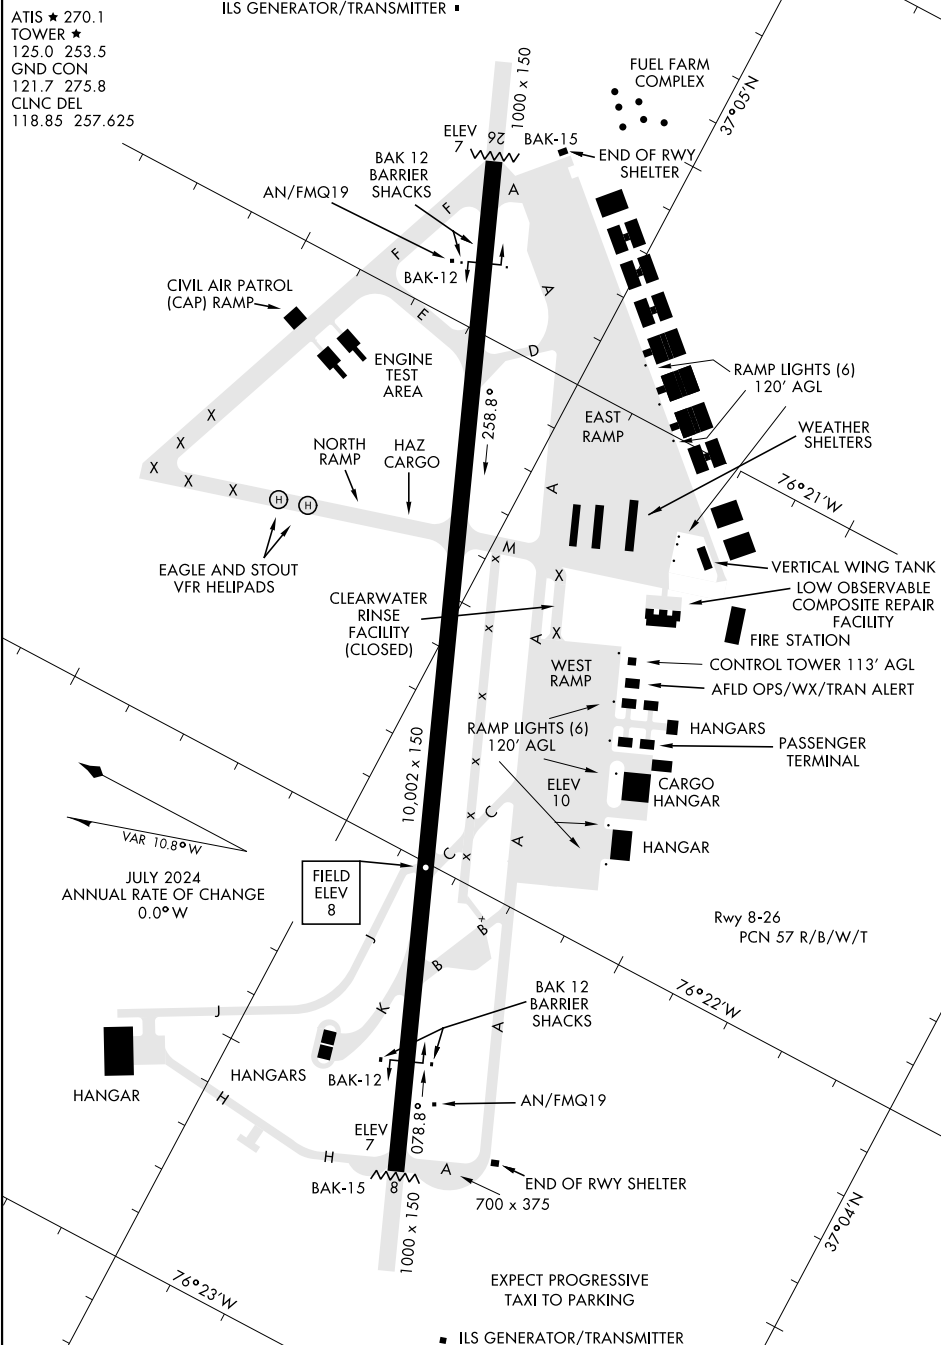 ILS GENERATOR/TRANSMITTER
ATIS ★ 270.1
TOWER ★
125.0 253.5
GND CON
121.7 275.8
CLNC DEL
118.85 257.625
1000 x 150
FUEL FARM
COMPLEX
37°05'N
ELEV
7
26
BAK-15
END OF RWY
SHELTER
BAK 12
BARRIER
SHACKS
AN/FMQ19
A
F
F
BAK-12
CIVIL AIR PATROL
(CAP) RAMP
A
E
D
ENGINE
TEST
AREA
RAMP LIGHTS (6)
120' AGL
258.8°
EAST
RAMP
WEATHER
SHELTERS
X
X
X
X
X
NORTH
RAMP
HAZ
CARGO
76°21'W
A
H
H
EAGLE AND STOUT
VFR HELIPADS
M
x
X
VERTICAL WING TANK
LOW OBSERVABLE
COMPOSITE REPAIR
FACILITY
CLEARWATER
RINSE
FACILITY
(CLOSED)
x
A
X
FIRE STATION
WEST
RAMP
CONTROL TOWER 113' AGL
AFLD OPS/WX/TRAN ALERT
x
RAMP LIGHTS (6)
120' AGL
HANGARS
PASSENGER
TERMINAL
10,002 x 150
x
ELEV
10
CARGO
HANGAR
x
C
A
HANGAR
C
x
VAR 10.8° W
JULY 2024
ANNUAL RATE OF CHANGE
0.0° W
FIELD
ELEV
8
Rwy 8-26
PCN 57 R/B/W/T
J
B+
B
K
76°22'W
BAK 12
BARRIER
SHACKS
J
A
HANGAR
HANGARS
BAK-12
H
AN/FMQ19
078.8°
ELEV
7
H
A
BAK-15
8
END OF RWY SHELTER
700 x 375
1000 x 150
37°04'N
76°23'W
EXPECT PROGRESSIVE
TAXI TO PARKING
ILS GENERATOR/TRANSMITTER